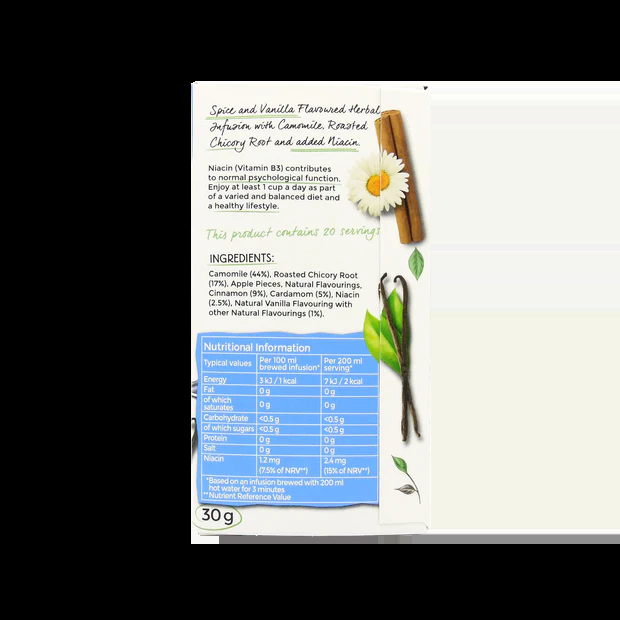 Spice and Vanilla Flavoured Herbal
Infusion with Camomile, Roasted
Chicory Root and added Niacin.
Niacin (Vitamin B3) contributes
to normal psychological function.
Enjoy at least 1 cup a day as part
of a varied and balanced diet and
a healthy lifestyle.
This product contains 20 servings
INGREDIENTS:
Camomile (44%), Roasted Chicory Root
(17%), Apple Pieces, Natural Flavourings,
Cinnamon (9%), Cardamom (5%), Niacin
(2.5%), Natural Vanilla Flavouring with
other Natural Flavourings (1%).
Nutritional Information
Typical values Per 100 ml brewed infusion* Per 200 ml serving*
Energy 3 kJ / 1 kcal 7 kJ / 2 kcal
Fat 0 g 0 g
of which saturates 0 g 0 g
Carbohydrate <0.5 g <0.5 g
of which sugars <0.5 g <0.5 g
Protein 0 g 0 g
Salt 0 g 0 g
Niacin 1.2 mg 2.4 mg
(7.5% of NRV**) (15% of NRV**)
*Based on an infusion brewed with 200 ml
hot water for 3 minutes
**Nutrient Reference Value
30 g